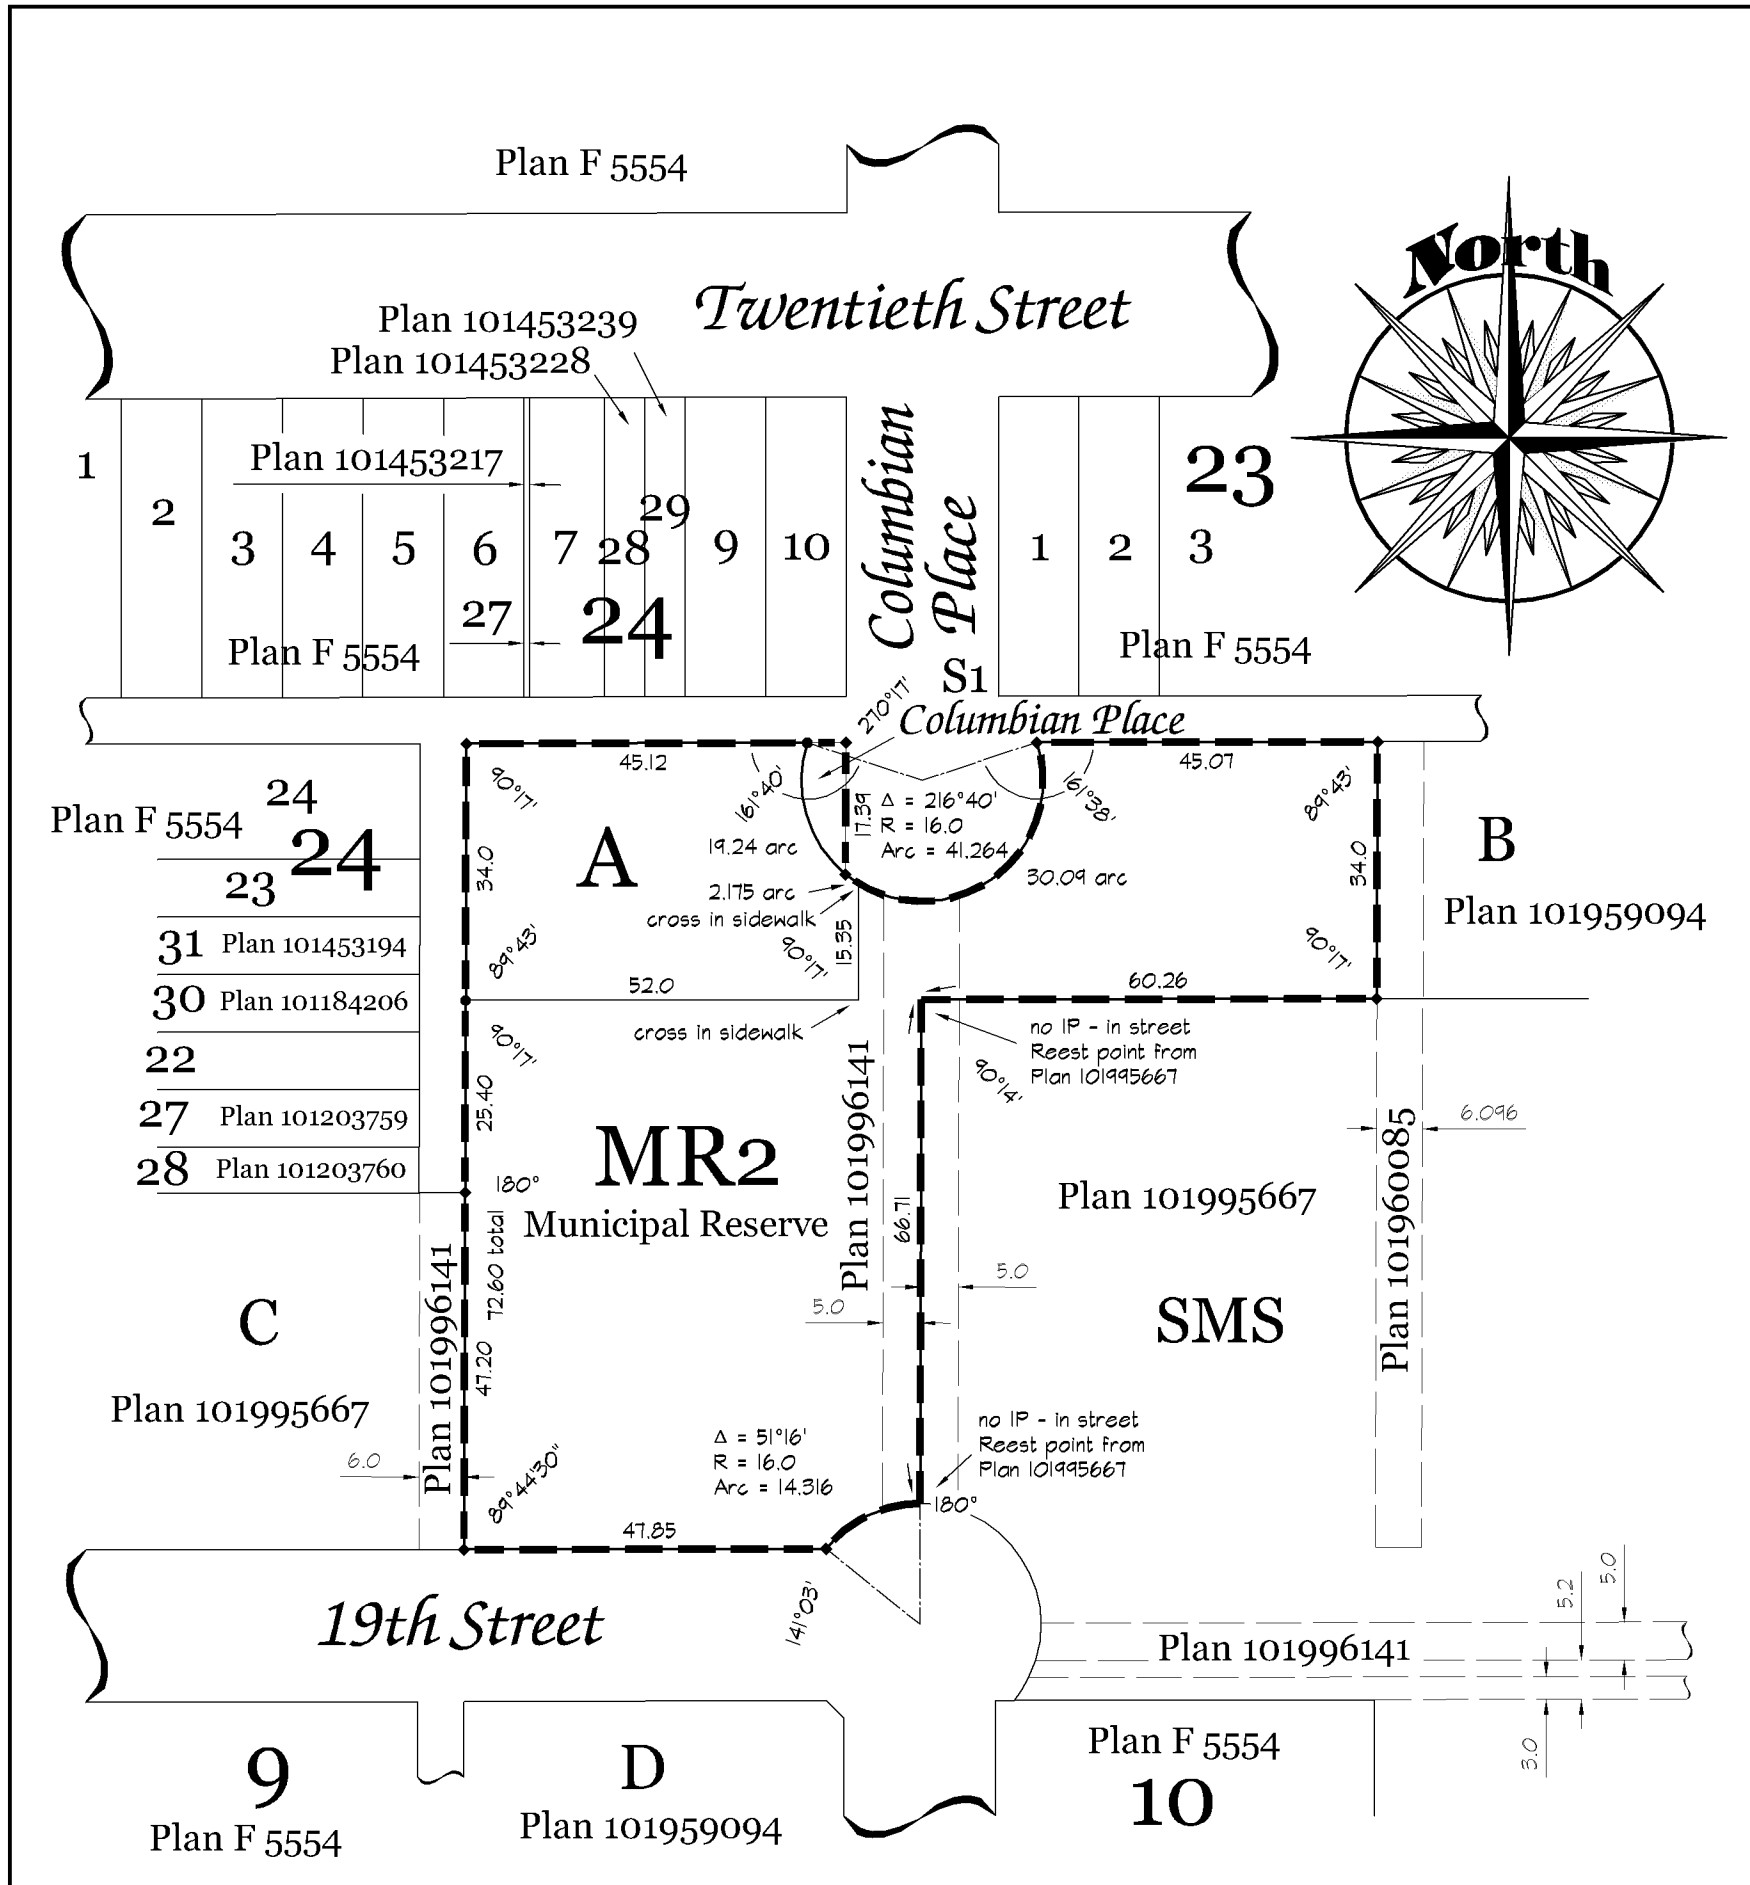 Plan F 5554
North
Twentieth Street
Plan 101453239
Plan 101453228
Columbian
Place
1
2
3
4
5
6
7
28
29
9
10
Plan 101453217
27
24
Plan F 5554
1
2
3
23
Plan F 5554
S1
Columbian Place
270°17'
45.12
45.07
90°17'
161°40'
161°38'
89°43'
24
Plan F 5554
24
23
31 Plan 101453194
30 Plan 101184206
22
27 Plan 101203759
28 Plan 101203760
A
34.0
17.39
Δ = 216°40'
R = 16.0
Arc = 41.264
19.24 arc
30.09 arc
2.175 arc
cross in sidewalk
34.0
B
Plan 101959094
89°43'
90°17'
15.35
90°17'
52.0
60.26
cross in sidewalk
no IP - in street
Reest point from
Plan 101995667
90°17'
90°14'
25.40
MR2
Municipal Reserve
Plan 101996141
180°
72.60 total
47.20
66.71
Plan 101995667
Plan 101960085
6.096
5.0
5.0
SMS
C
Plan 101995667
Plan 101996141
6.0
89°44'30"
Δ = 51°16'
R = 16.0
Arc = 14.316
no IP - in street
Reest point from
Plan 101995667
180°
47.85
141°03'
19th Street
5.0
5.2
3.0
Plan 101996141
9
Plan F 5554
D
Plan 101959094
Plan F 5554
10